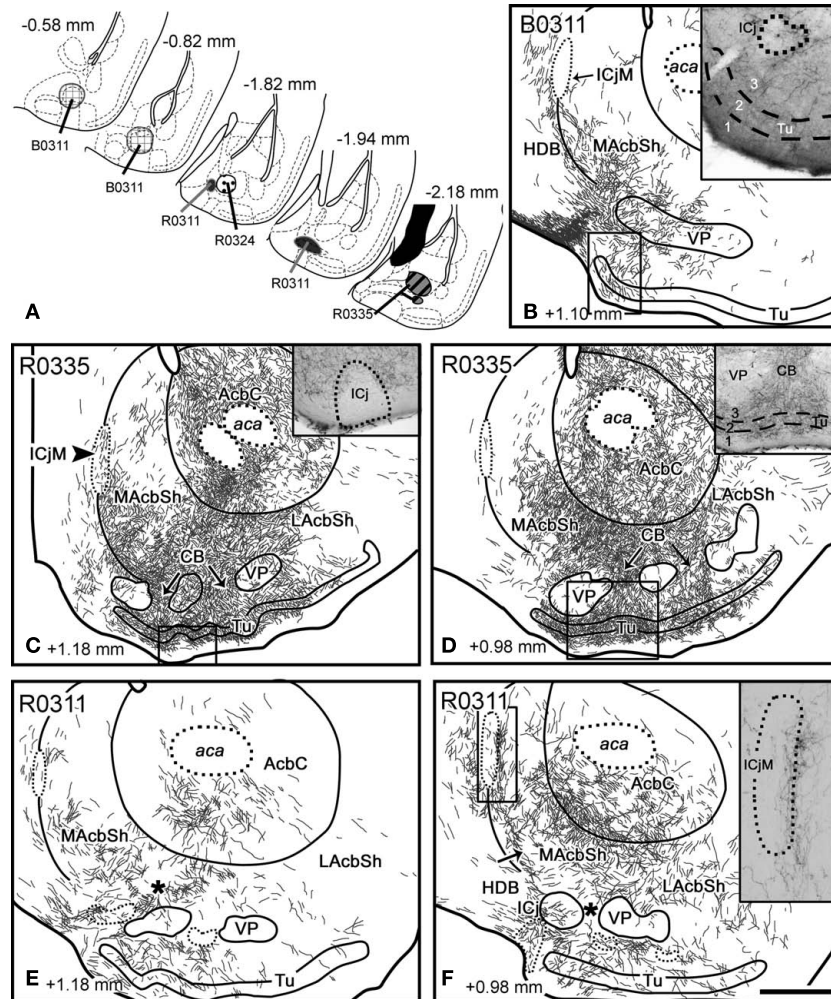 -0.58 mm
-0.82 mm
-1.82 mm
-1.94 mm
-2.18 mm
B0311
B0311
R0311
R0324
R0311
R0335
A
B0311
ICj
aca
ICjM
3
2
1
Tu
HDB
MAcbSh
VP
Tu
B
+1.10 mm
R0335
AcbC
ICj
aca
ICjM
MAcbSh
LAcbSh
CB
VP
Tu
C
+1.18 mm
R0335
VP
CB
3
2
1
Tu
aca
AcbC
LAcbSh
MAcbSh
CB
VP
Tu
D
+0.98 mm
R0311
aca
AcbC
MAcbSh
LAcbSh
*
VP
Tu
E
+1.18 mm
R0311
aca
ICjM
AcbC
MAcbSh
HDB
LAcbSh
ICj
*
VP
Tu
F
+0.98 mm